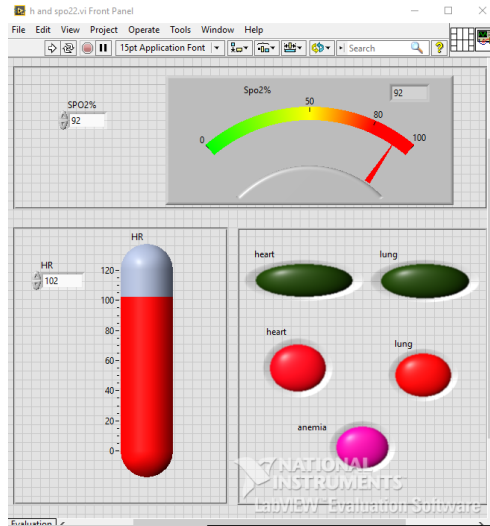 h and spo22.vi Front Panel
File Edit View Project Operate Tools Window Help
15pt Application Font Search
SPO2%
92
Spo2%
92
0 50 80 100
HR
102
HR
120
100
80
60
40
20
0
heart lung
heart lung
anemia
NATIONAL
INSTRUMENTS
LabVIEW Evaluation Software
Evaluation